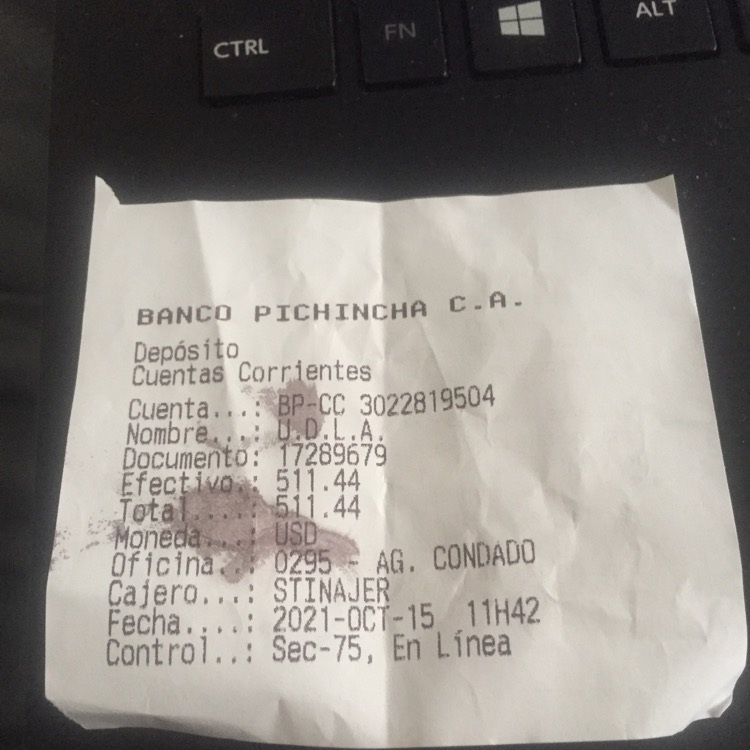 CTRL FN ALT
BANCO PICHINCHA C.A.
Depósito
Cuentas Corrientes
Cuenta...: BP-CC 3022819504
Nombre...: U.D.L.A.
Documento: 17289679
Efectivo.: 511.44
Total....: 511.44
Moneda...: USD
Oficina..: 0295 - AG. CONDADO
Cajero...: STINAJER
Fecha....: 2021-OCT-15 11H42
Control..: Sec-75, En Línea